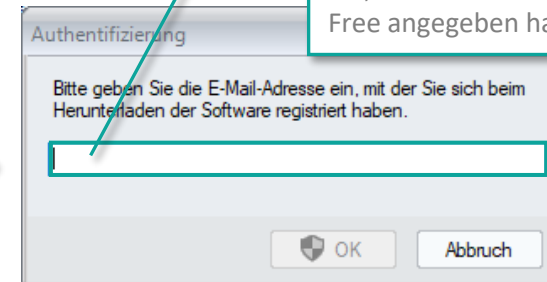 Free angegeben
Authentifizierung
Bitte geben Sie die E-Mail-Adresse ein, mit der Sie sich beim
Herunterladen der Software registriert haben.
OK
Abbruch